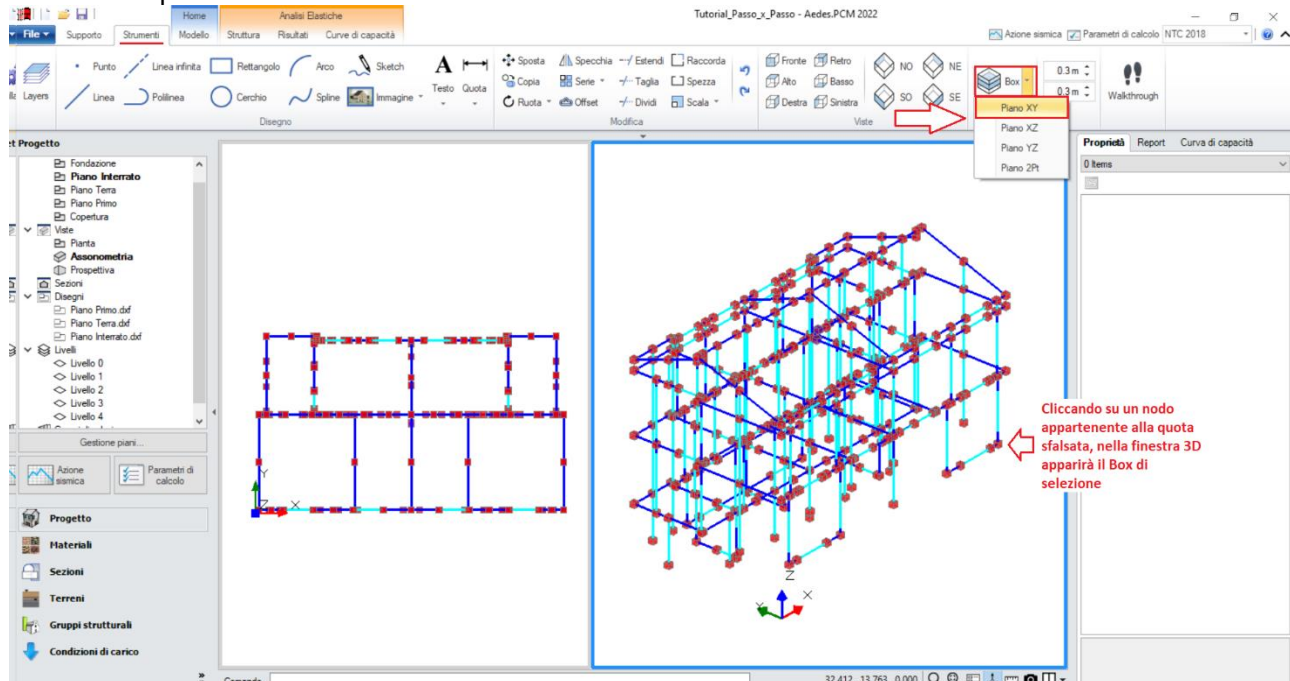 Home
Analisi Elastiche
Tutorial_Passo_x_Passo - Aedes.PCM 2022
File
Supporto
Strumenti
Modello
Struttura
Risultati
Curve di capacità
Azione sismica
Parametri di calcolo
NTC 2018
Punto
Linea infinita
Rettangolo
Arco
Sketch
Sposta
Specchia
Estendi
Raccorda
Fronte
Retro
NO
NE
Box
0.3 m
Layers
Testo
Quota
Copia
Serie
Taglia
Spezza
Alto
Basso
0.3 m
Walkthrough
Linea
Polilinea
Cerchio
Spline
Immagine
Ruota
Offset
Dividi
Scala
Destra
Sinistra
SO
SE
Disegno
Modifica
Viste
Piano XY
Piano XZ
Piano YZ
Piano 2Pt
t Progetto
Fondazione
Piano Interrato
Piano Terra
Piano Primo
Copertura
Viste
Pianta
Assonometria
Prospettiva
Sezioni
Disegni
Piano Primo.dxf
Piano Terra.dxf
Piano Interrato.dxf
Livelli
Livello 0
Livello 1
Livello 2
Livello 3
Livello 4
Gestione piani...
Azione sismica
Parametri di calcolo
Progetto
Materiali
Sezioni
Terreni
Gruppi strutturali
Condizioni di carico
Y
Z
X
Z
X
Y
Proprietà
Report
Curva di capacità
0 Items
Cliccando su un nodo
appartenente alla quota
sfalsata, nella finestra 3D
apparirà il Box di
selezione
Comando
32.412, 13.763, 0.000